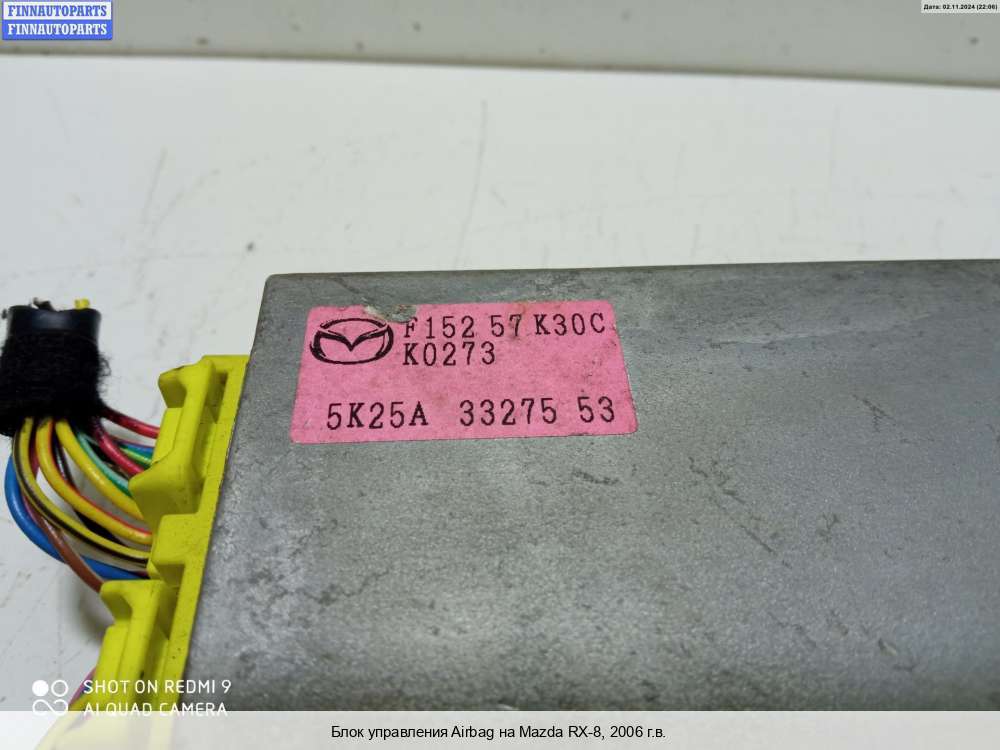 FINNAUTOPARTS
FINNAUTOPARTS
Дата: 02.11.2024 (22:06)
F152 57 K30C
K0273
5K25A 33275 53
SHOT ON REDMI 9
AI QUAD CAMERA
Блок управления Airbag на Mazda RX-8, 2006 г.в.